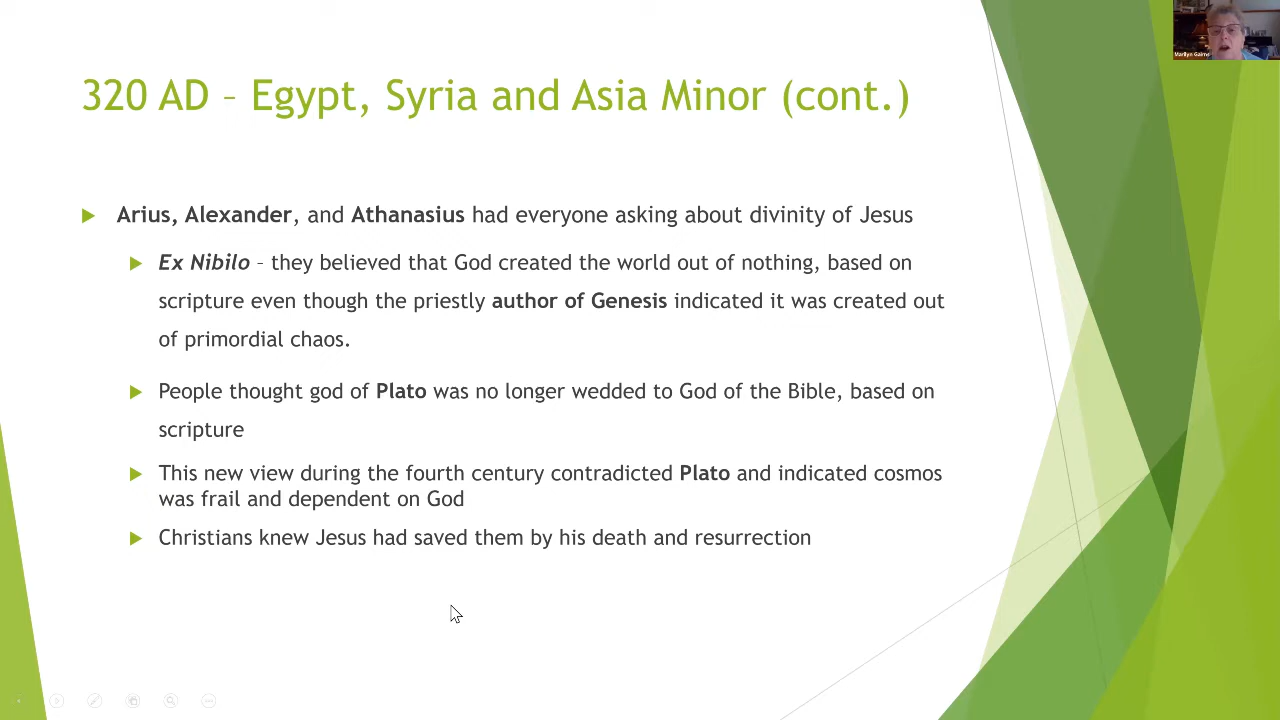 320 AD – Egypt, Syria and Asia Minor (cont.)
Arius, Alexander, and Athanasius had everyone asking about divinity of Jesus
Ex Nibilo – they believed that God created the world out of nothing, based on
scripture even though the priestly author of Genesis indicated it was created out
of primordial chaos.
People thought god of Plato was no longer wedded to God of the Bible, based on
scripture
This new view during the fourth century contradicted Plato and indicated cosmos
was frail and dependent on God
Christians knew Jesus had saved them by his death and resurrection
Marilyn Gairns